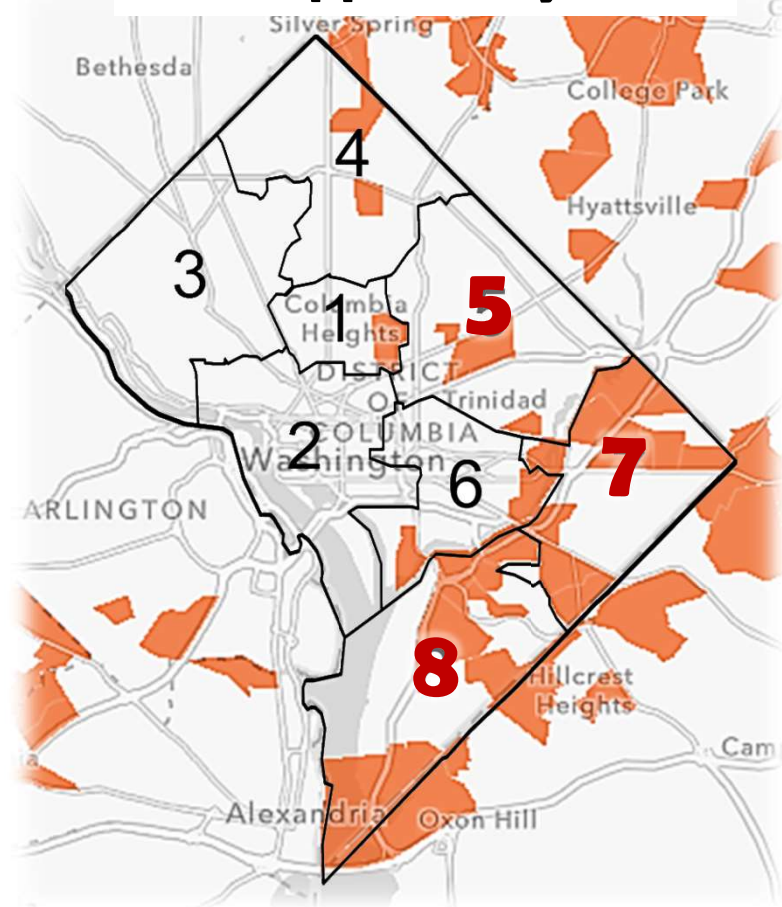 Silver Spring
Bethesda
College Park
4
Hyattsville
3
5
Columbia
1
Heights
DISTRICT
O
Trinidad
COLUMBIA
2
Washington
7
6
ARLINGTON
8
Hillcrest
Heights
Cam
Alexandria
Oxon Hill